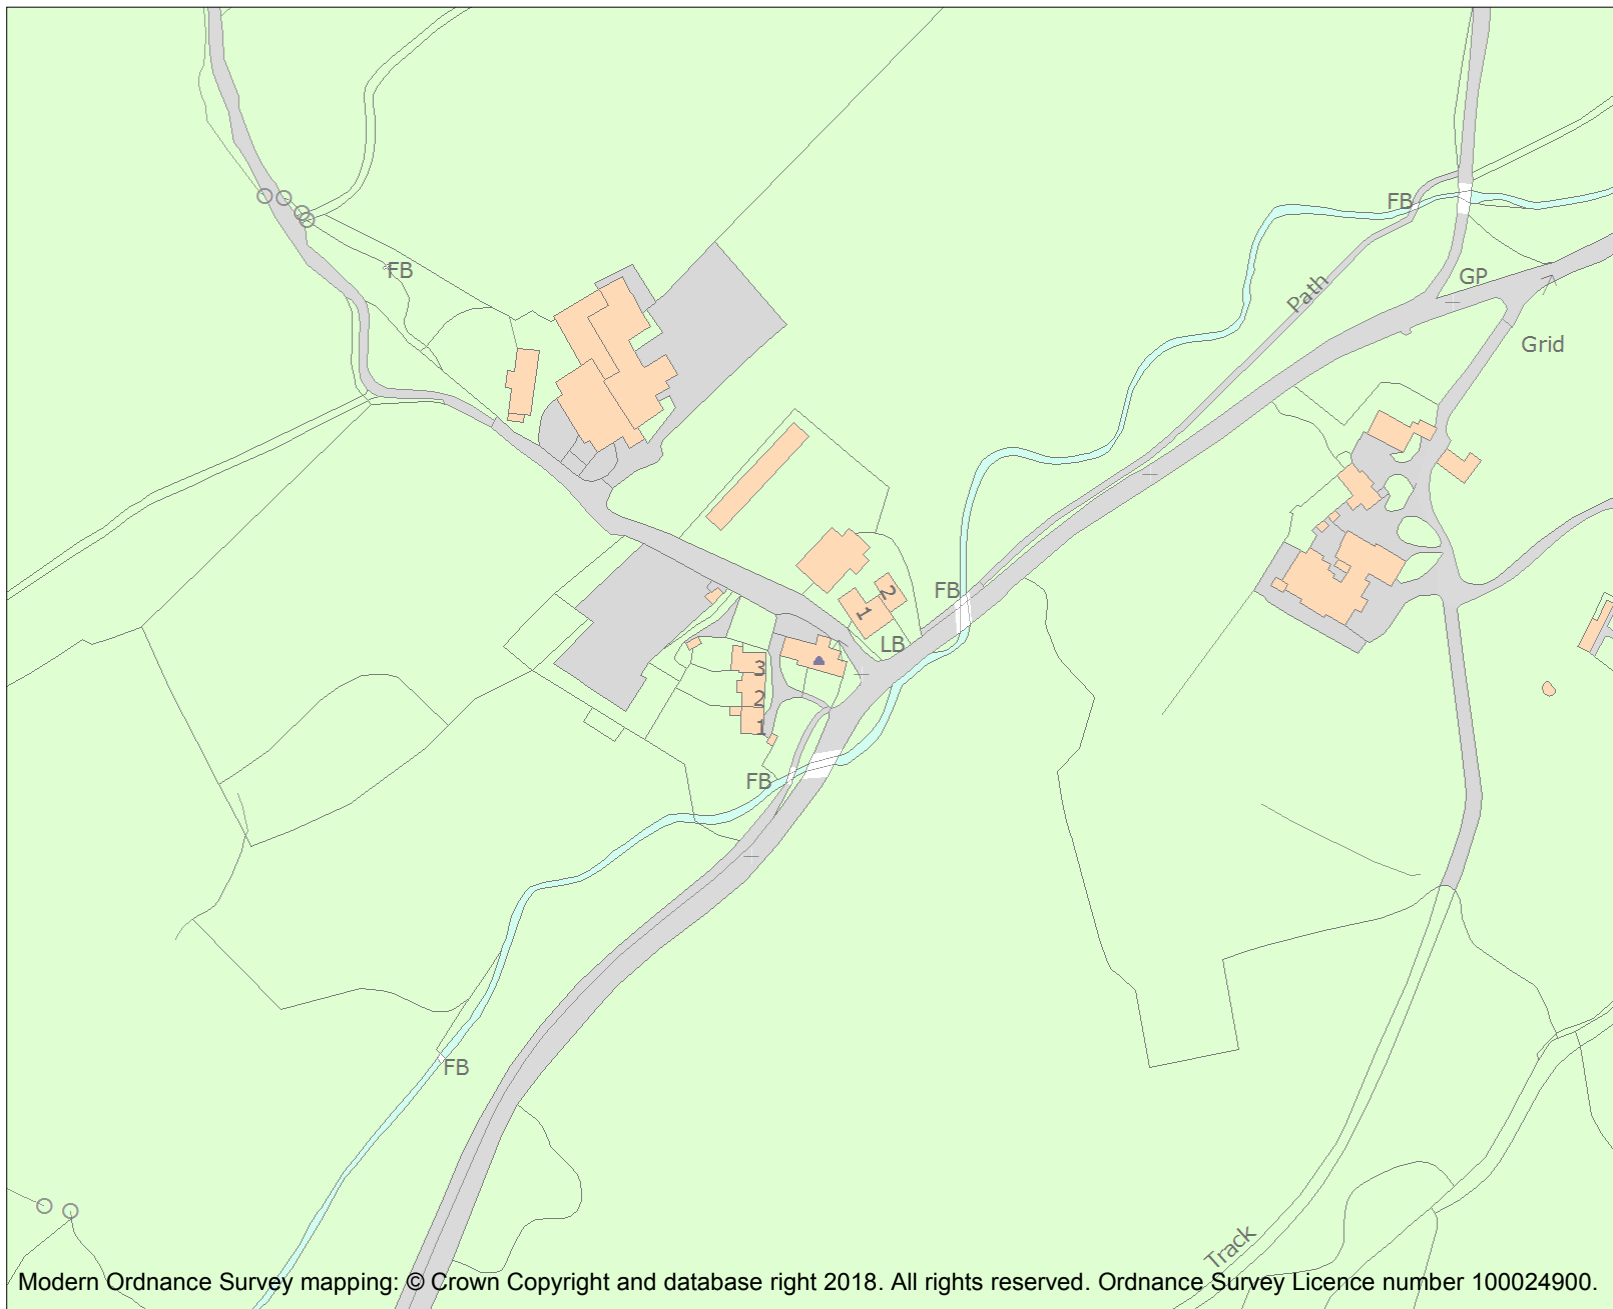 FB
GP
Path
FB
Grid
FB
2
1
LB
3
2
1
FB
FB
Track
Modern Ordnance Survey mapping: © Crown Copyright and database right 2018. All rights reserved. Ordnance Survey Licence number 100024900.